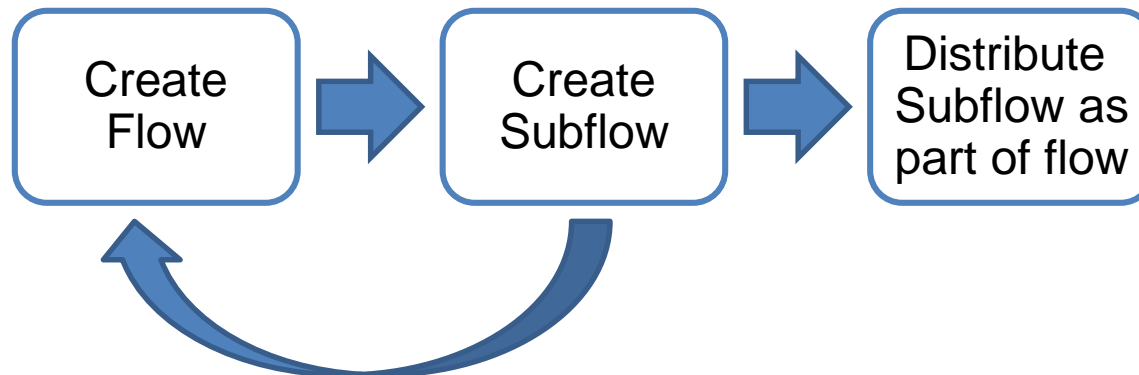 Create
Flow
Create
Subflow
Distribute
Subflow as
part of flow